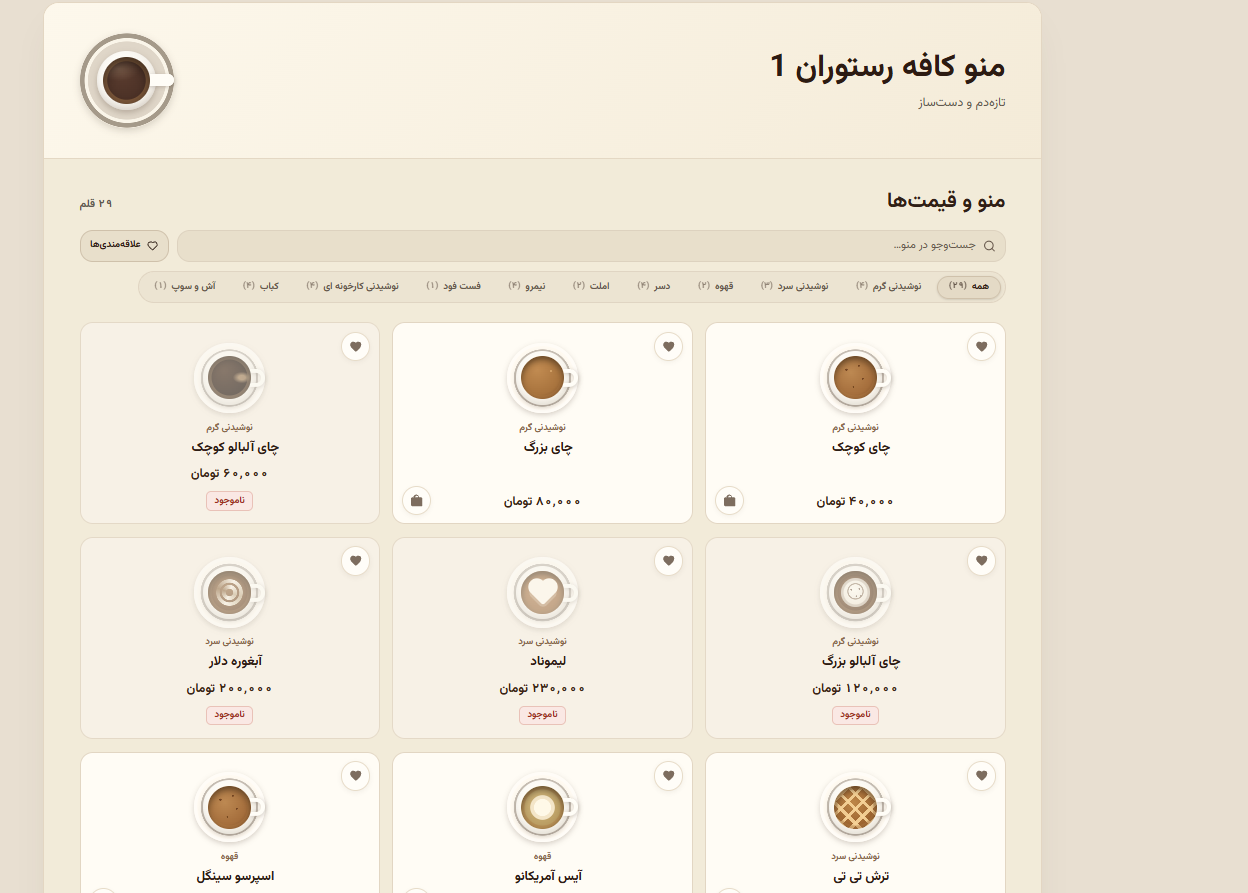 منو کافه رستوران 1
تازه‌دم و دست‌ساز
منو و قیمت‌ها
۲۹ قلم
جست‌وجو در منو...
علاقه‌مندی‌ها
همه (۲۹) نوشیدنی گرم (۴) نوشیدنی سرد (۳) قهوه (۲) دسر (۴) املت (۲) نیمرو (۴) فست فود (۱) نوشیدنی کارخونه ای (۴) کباب (۴) آش و سوپ (۱)
نوشیدنی گرم
چای کوچک
۴۰,۰۰۰ تومان
نوشیدنی گرم
چای بزرگ
۸۰,۰۰۰ تومان
نوشیدنی گرم
چای آلبالو کوچک
۶۰,۰۰۰ تومان
ناموجود
نوشیدنی گرم
چای آلبالو بزرگ
۱۲۰,۰۰۰ تومان
ناموجود
نوشیدنی سرد
لیموناد
۲۳۰,۰۰۰ تومان
ناموجود
نوشیدنی سرد
آبغوره دلار
۲۰۰,۰۰۰ تومان
ناموجود
نوشیدنی سرد
ترش تی تی
قهوه
آیس آمریکانو
قهوه
اسپرسو سینگل